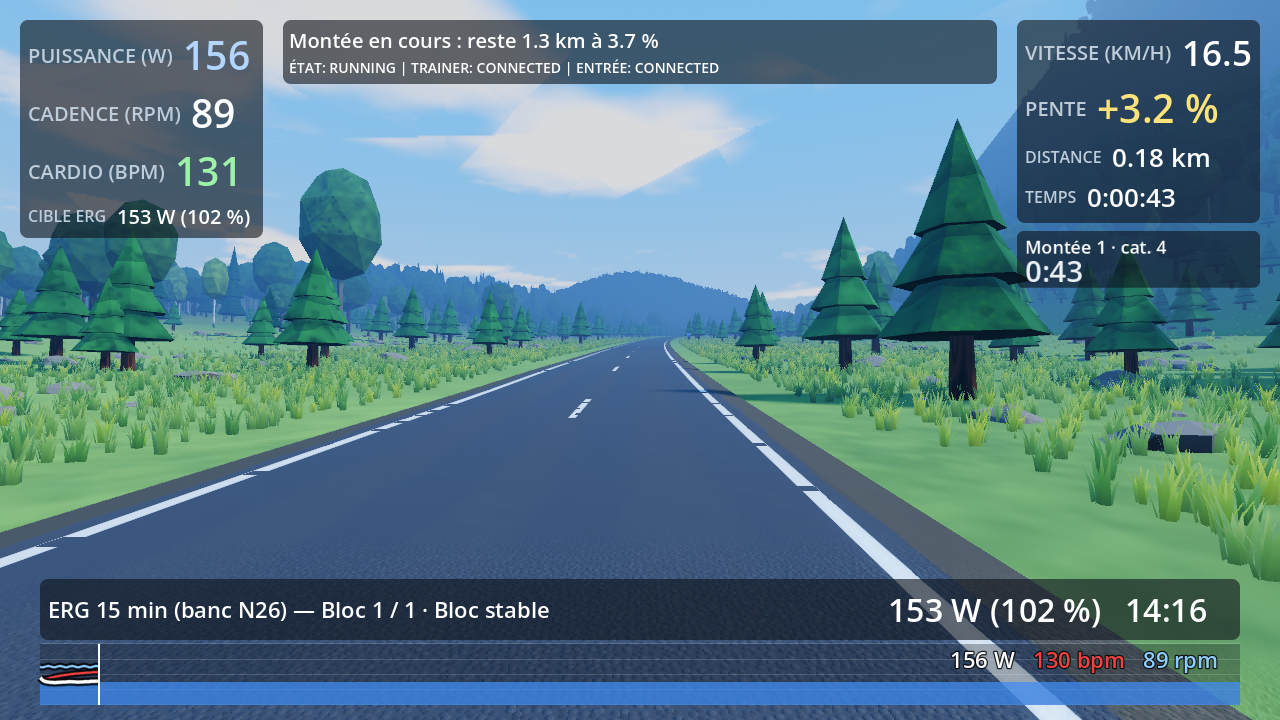 PUISSANCE (W) 156
CADENCE (RPM) 89
CARDIO (BPM) 131
CIBLE ERG 153 W (102 %)
Montée en cours : reste 1.3 km à 3.7 %
ÉTAT: RUNNING | TRAINER: CONNECTED | ENTRÉE: CONNECTED
VITESSE (KM/H) 16.5
PENTE +3.2 %
DISTANCE 0.18 km
TEMPS 0:00:43
Montée 1 · cat. 4
0:43
ERG 15 min (banc N26) — Bloc 1 / 1 · Bloc stable 153 W (102 %) 14:16
156 W 130 bpm 89 rpm